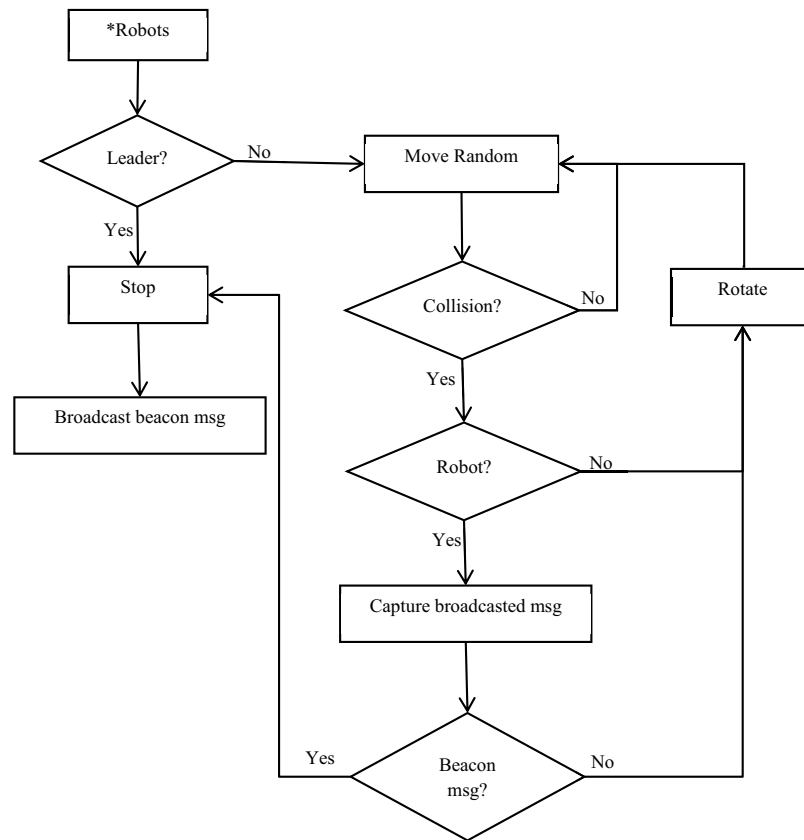 *Robots
Leader?
No
Move Random
Yes
Stop
Collision?
No
Rotate
Yes
Broadcast beacon msg
Robot?
No
Yes
Capture broadcasted msg
Yes
No
Beacon
msg?